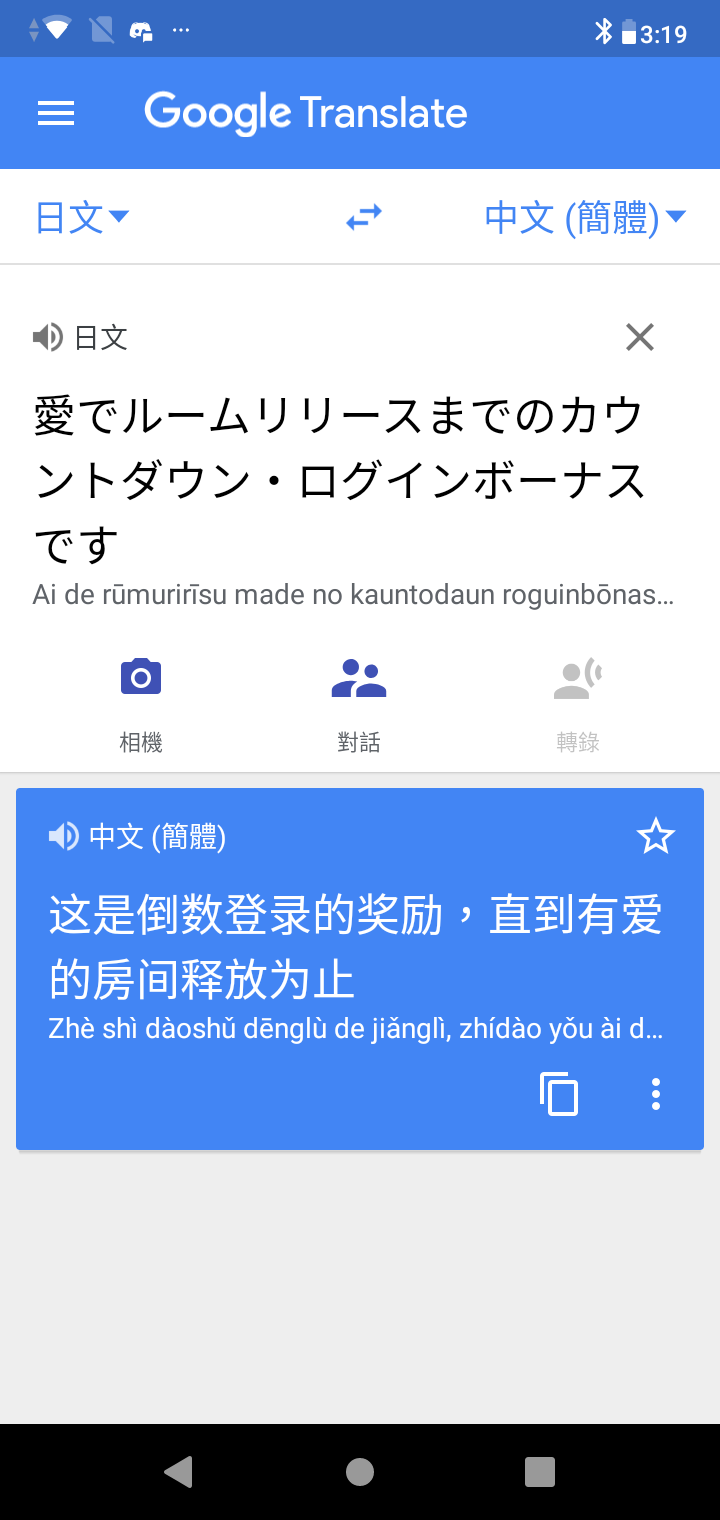 3:19
Google Translate
日文
中文 (簡體)
日文
愛でルームリリースまでのカウ
ントダウン・ログインボーナス
です
Ai de rūmurirīsu made no kauntodaun roguinbōnas…
相機
對話
轉錄
中文 (簡體)
这是倒数登录的奖励，直到有爱
的房间释放为止
Zhè shì dàoshǔ dēnglù de jiǎnglì, zhídào yǒu ài d…